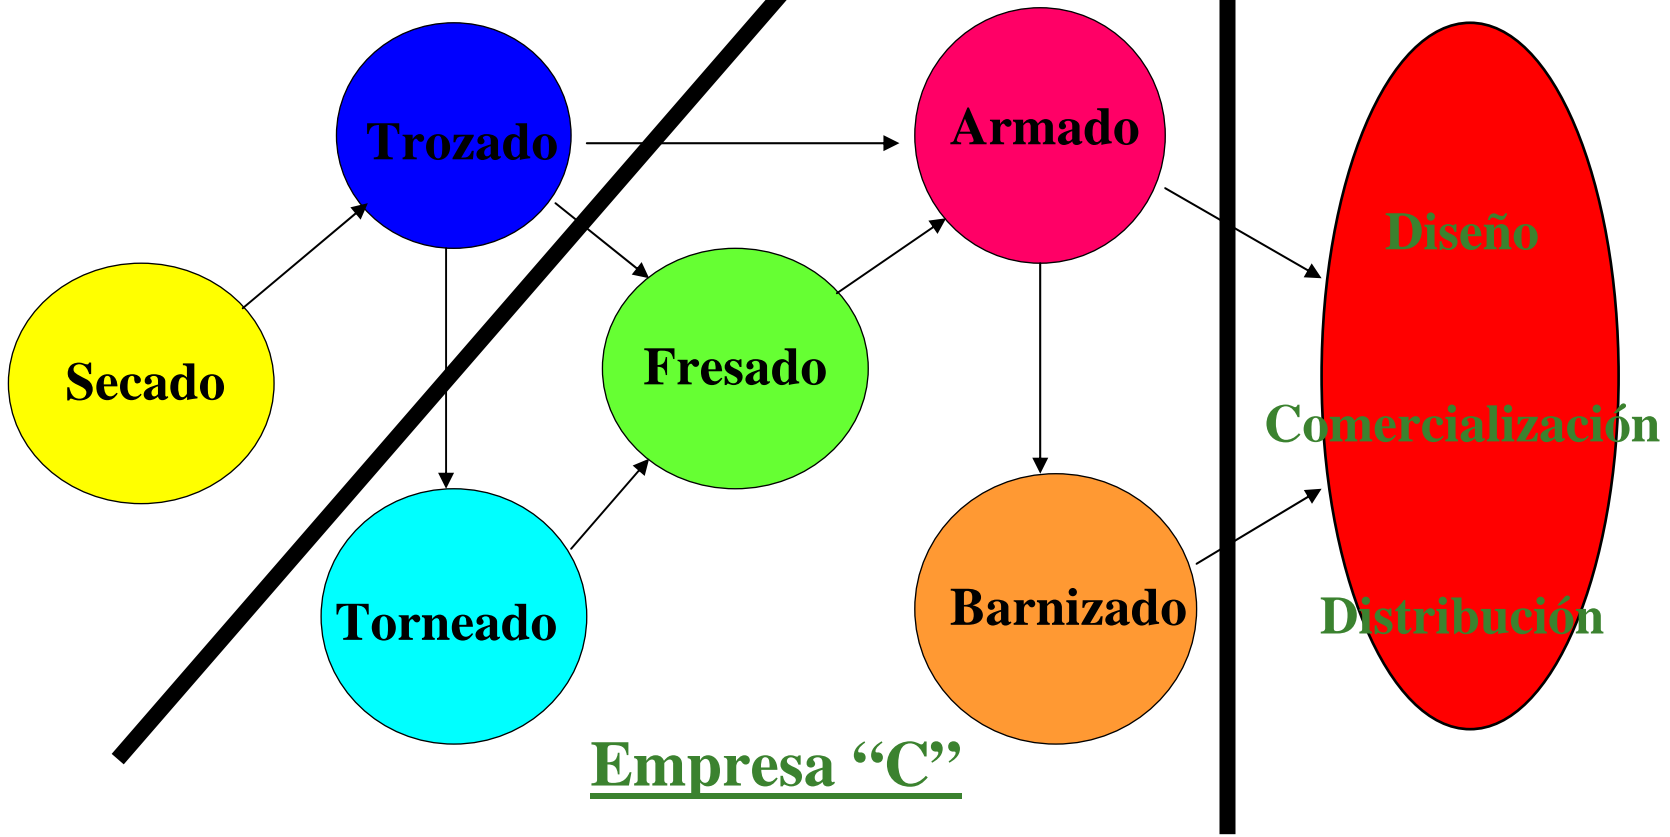 Trozado
Armado
Diseño
Secado
Fresado
Comercialización
Torneado
Barnizado
Distribución
Empresa “C”